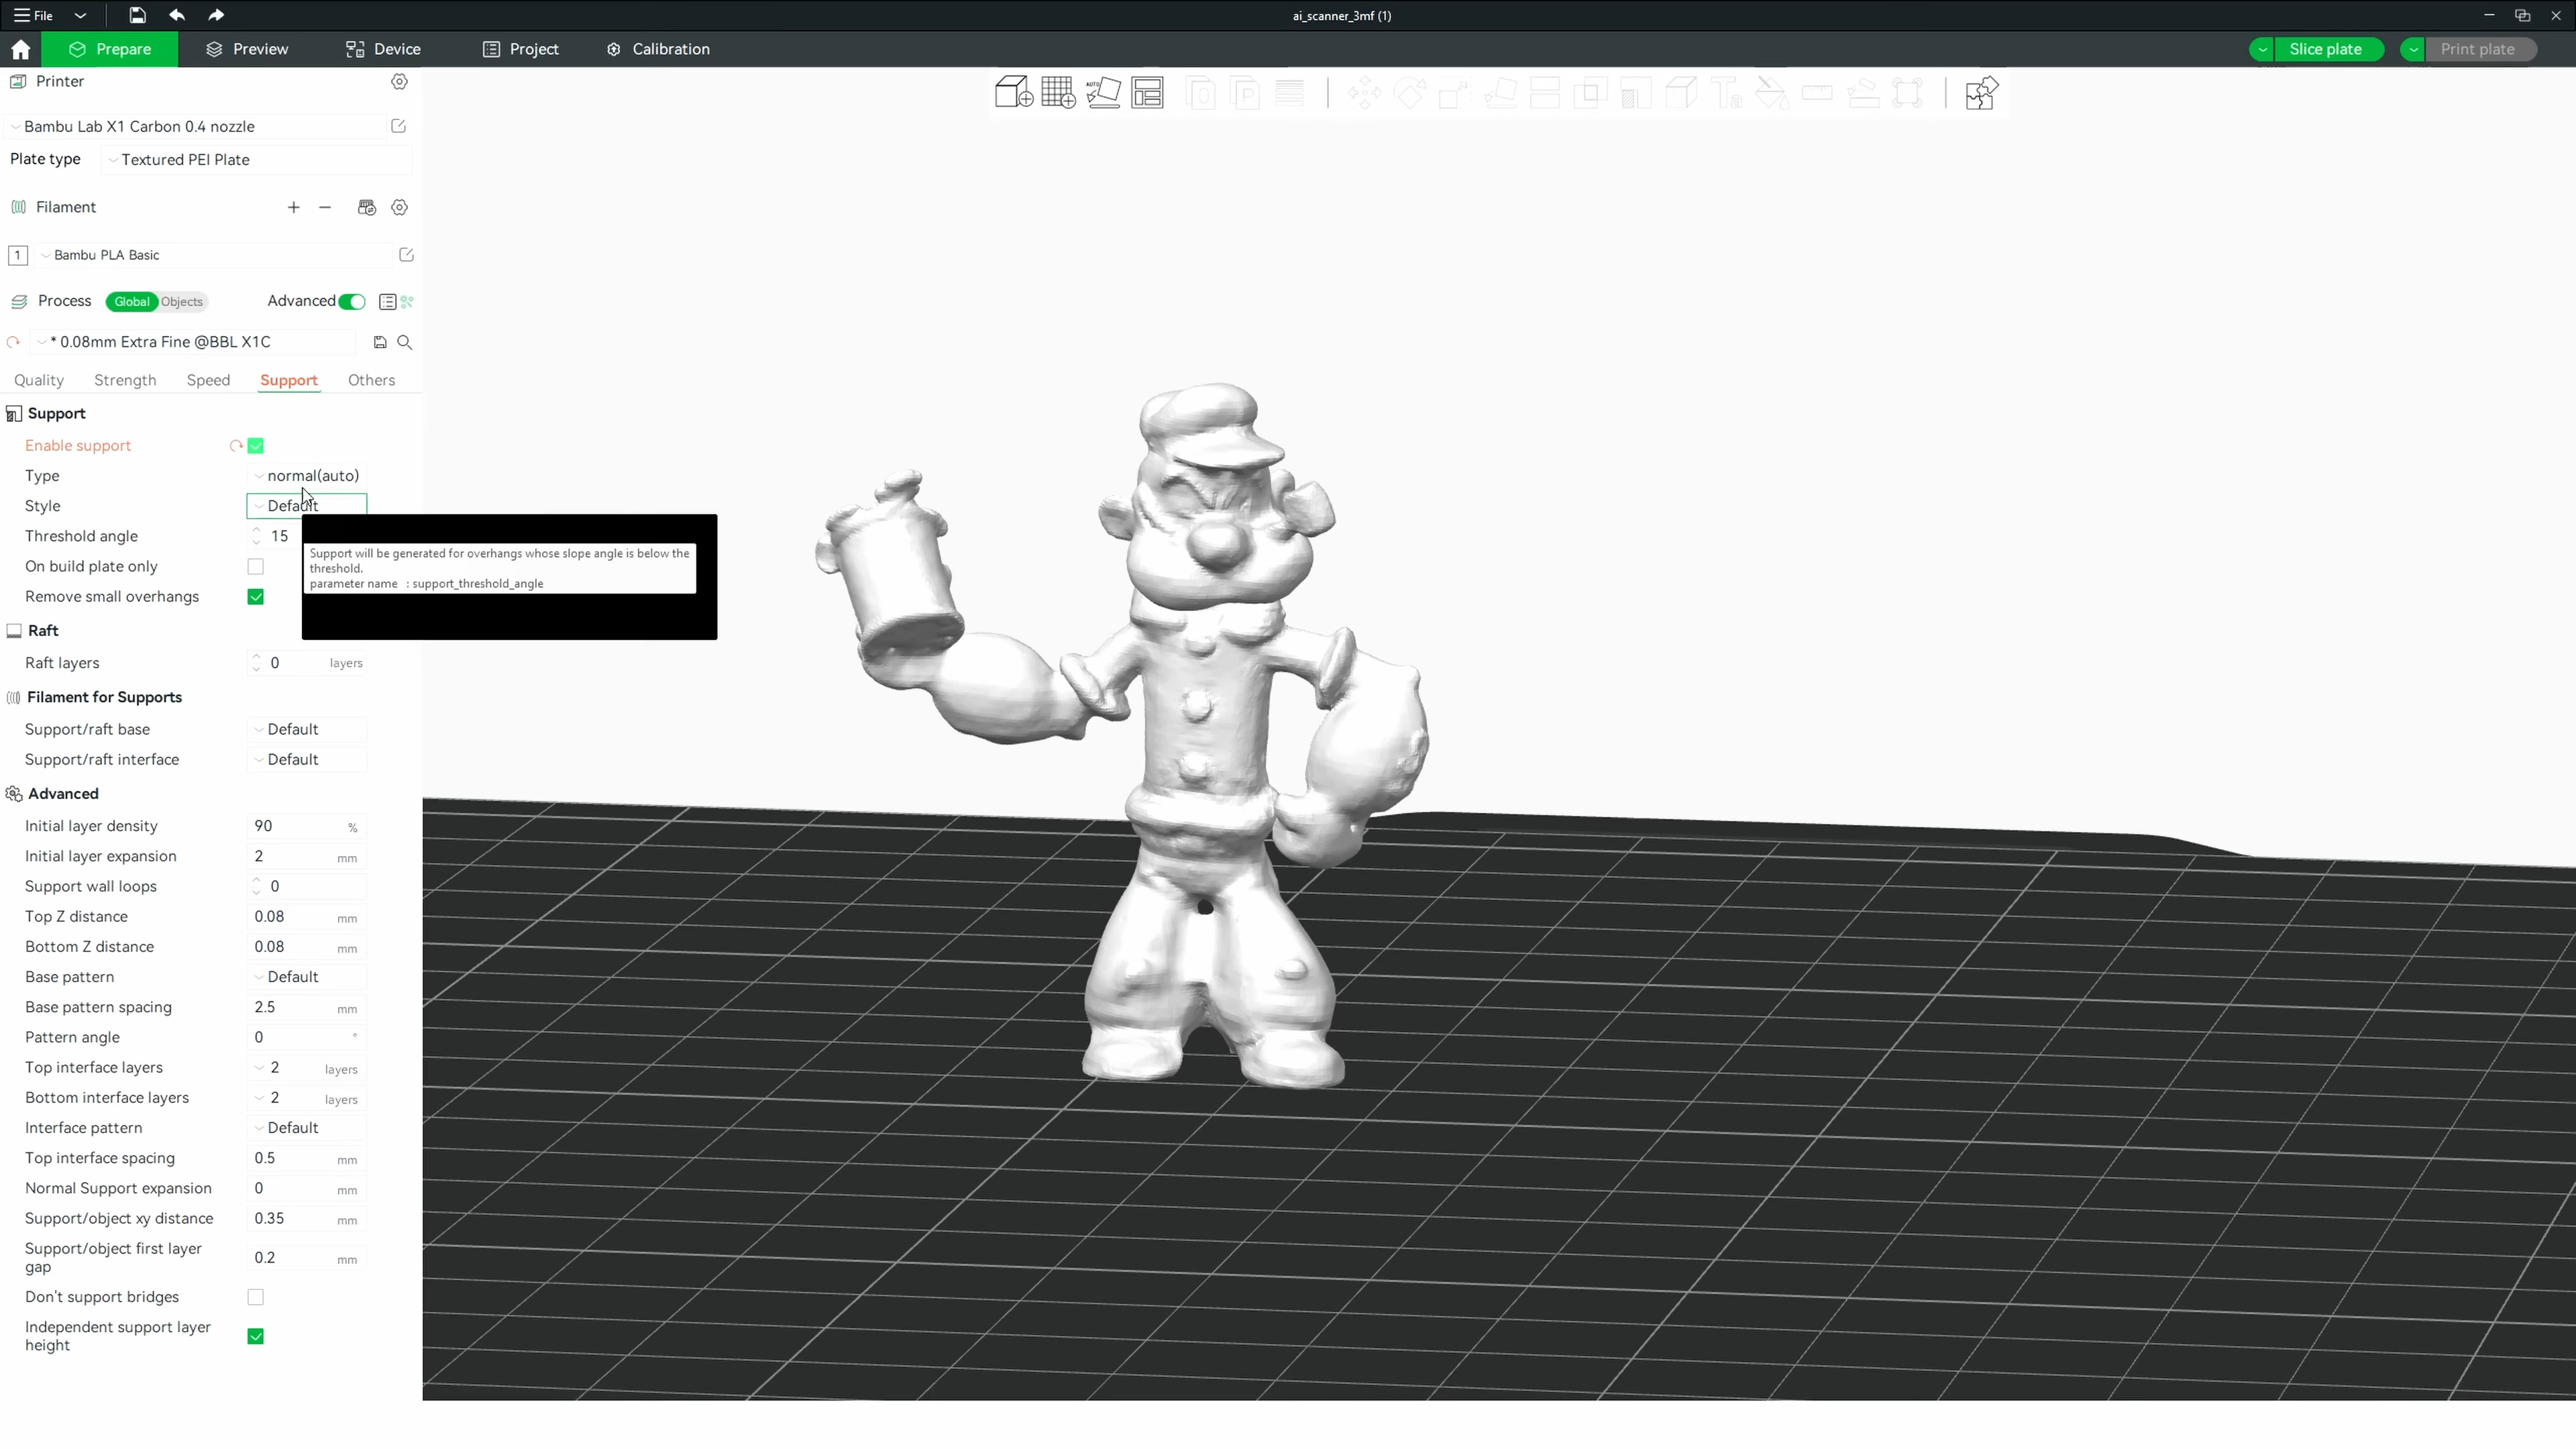 File
ai_scanner_3mf (1)
Prepare
Preview
Device
Project
Calibration
Slice plate
Print plate
Printer
Bambu Lab X1 Carbon 0.4 nozzle
Plate type
Textured PEI Plate
Filament
1
Bambu PLA Basic
Process
Global
Objects
Advanced
* 0.08mm Extra Fine @BBL X1C
Quality
Strength
Speed
Support
Others
Support
Enable support
Type
normal(auto)
Style
Default
Threshold angle
15
Support will be generated for overhangs whose slope angle is below the
threshold.
parameter name : support_threshold_angle
On build plate only
Remove small overhangs
Raft
Raft layers
0 layers
Filament for Supports
Support/raft base
Default
Support/raft interface
Default
Advanced
Initial layer density
90 %
Initial layer expansion
2 mm
Support wall loops
0
Top Z distance
0.08 mm
Bottom Z distance
0.08 mm
Base pattern
Default
Base pattern spacing
2.5 mm
Pattern angle
0 °
Top interface layers
2 layers
Bottom interface layers
2 layers
Interface pattern
Default
Top interface spacing
0.5 mm
Normal Support expansion
0 mm
Support/object xy distance
0.35 mm
Support/object first layer
gap
0.2 mm
Don't support bridges
Independent support layer
height